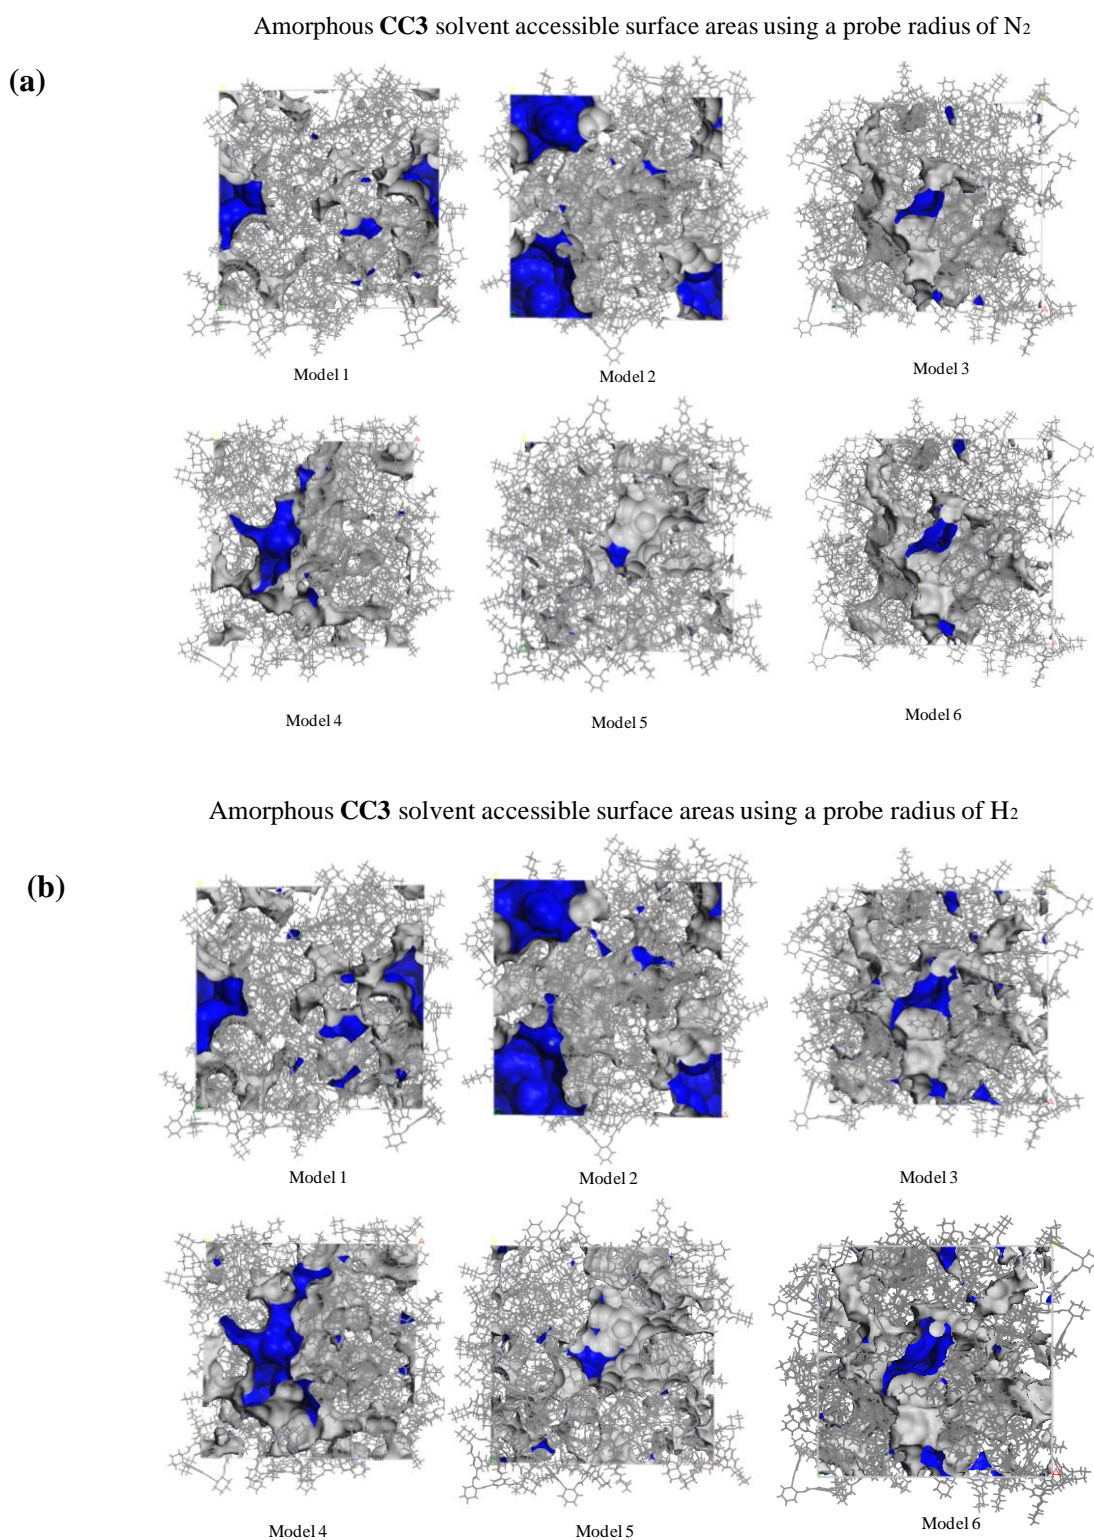 Amorphous CC3 solvent accessible surface areas using a probe radius of N2
(a)
Model 1
Model 2
Model 3
Model 4
Model 5
Model 6
Amorphous CC3 solvent accessible surface areas using a probe radius of H2
(b)
Model 1
Model 2
Model 3
Model 4
Model 5
Model 6